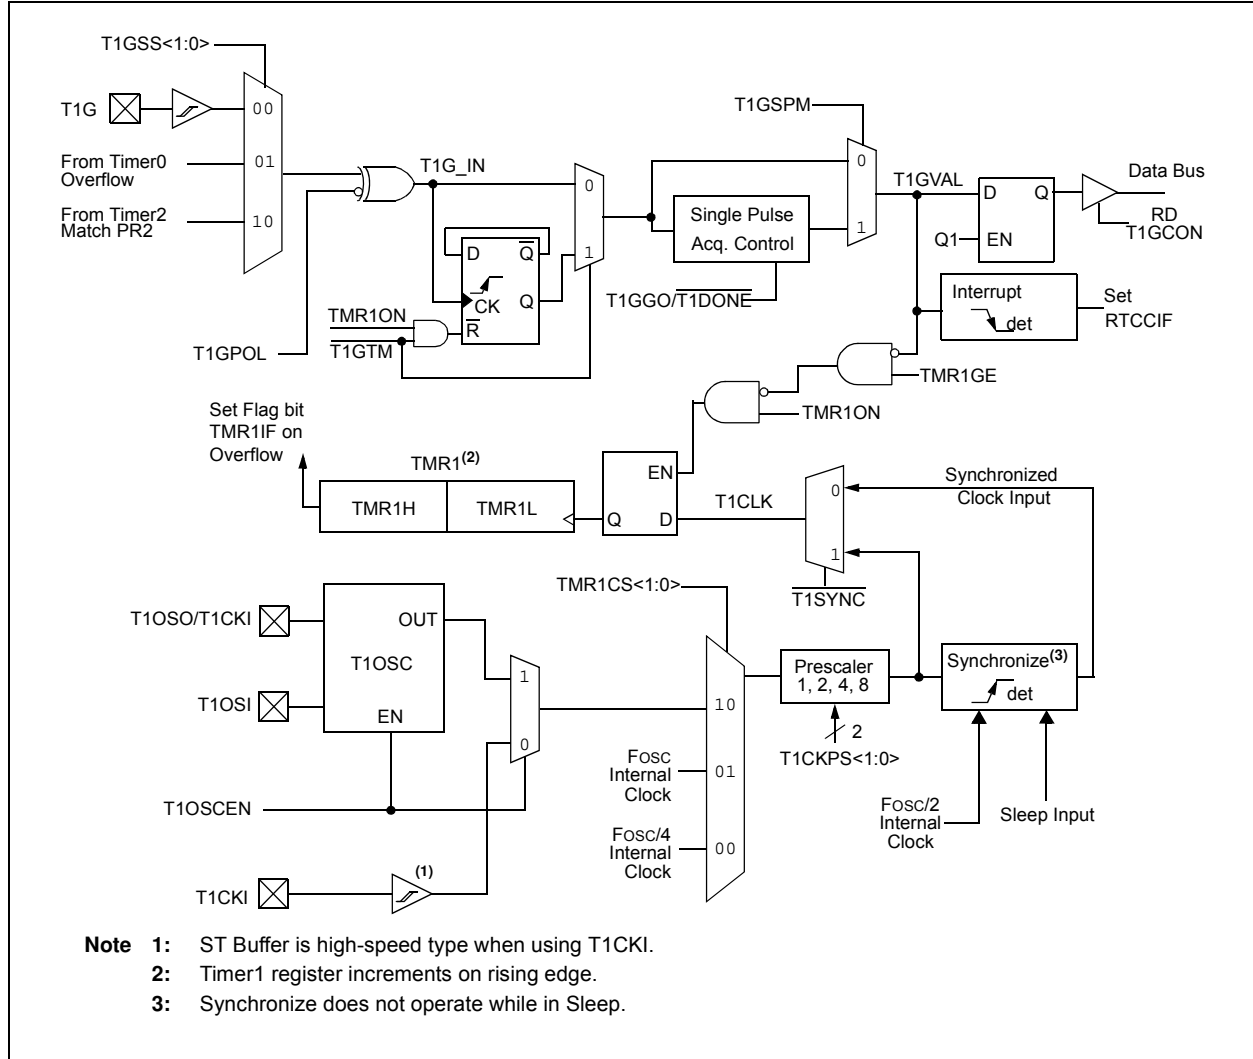 T1GSS<1:0>
T1G
00
From Timer0
Overflow
01
From Timer2
Match PR2
10
T1GPOL
T1G_IN
D
Q
CK
Q
R
TMR1ON
T1GTM
0
1
Single Pulse
Acq. Control
T1GGO/T1DONE
T1GSPM
0
1
T1GVAL
D
Q
Q1
EN
Data Bus
RD
T1GCON
Interrupt
det
Set
RTCCIF
TMR1GE
TMR1ON
Set Flag bit
TMR1IF on
Overflow
TMR1(2)
TMR1H
TMR1L
EN
Q
D
T1CLK
0
1
T1SYNC
Synchronized
Clock Input
TMR1CS<1:0>
T1OSO/T1CKI
OUT
T1OSC
T1OSI
EN
1
0
T1OSCEN
T1CKI
(1)
10
FOSC
Internal
Clock
01
FOSC/4
Internal
Clock
00
Prescaler
1, 2, 4, 8
2
T1CKPS<1:0>
Synchronize(3)
det
FOSC/2
Internal
Clock
Sleep Input
Note 1: ST Buffer is high-speed type when using T1CKI.
2: Timer1 register increments on rising edge.
3: Synchronize does not operate while in Sleep.